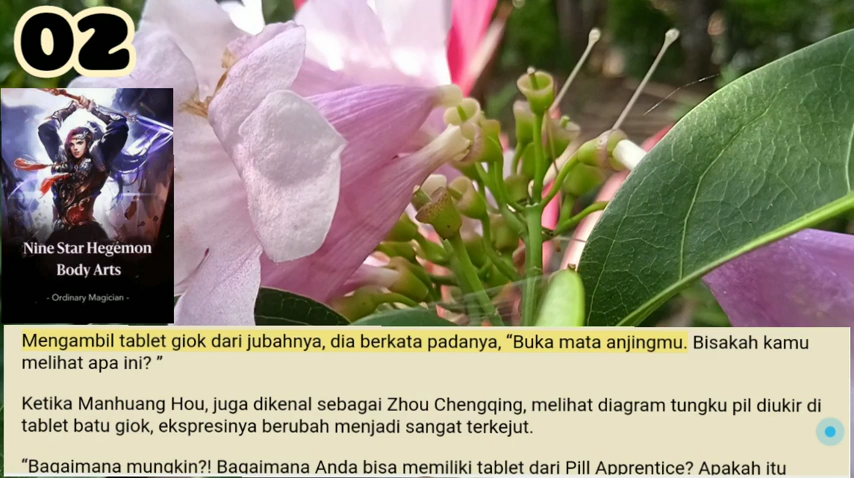 02
Nine Star Hegemon
Body Arts
- Ordinary Magician -
Mengambil tablet giok dari jubahnya, dia berkata padanya, “Buka mata anjingmu. Bisakah kamu
melihat apa ini? ”
Ketika Manhuang Hou, juga dikenal sebagai Zhou Chengqing, melihat diagram tungku pil diukir di
tablet batu giok, ekspresinya berubah menjadi sangat terkejut.
“Bagaimana mungkin?! Bagaimana Anda bisa memiliki tablet dari Pill Apprentice? Apakah itu